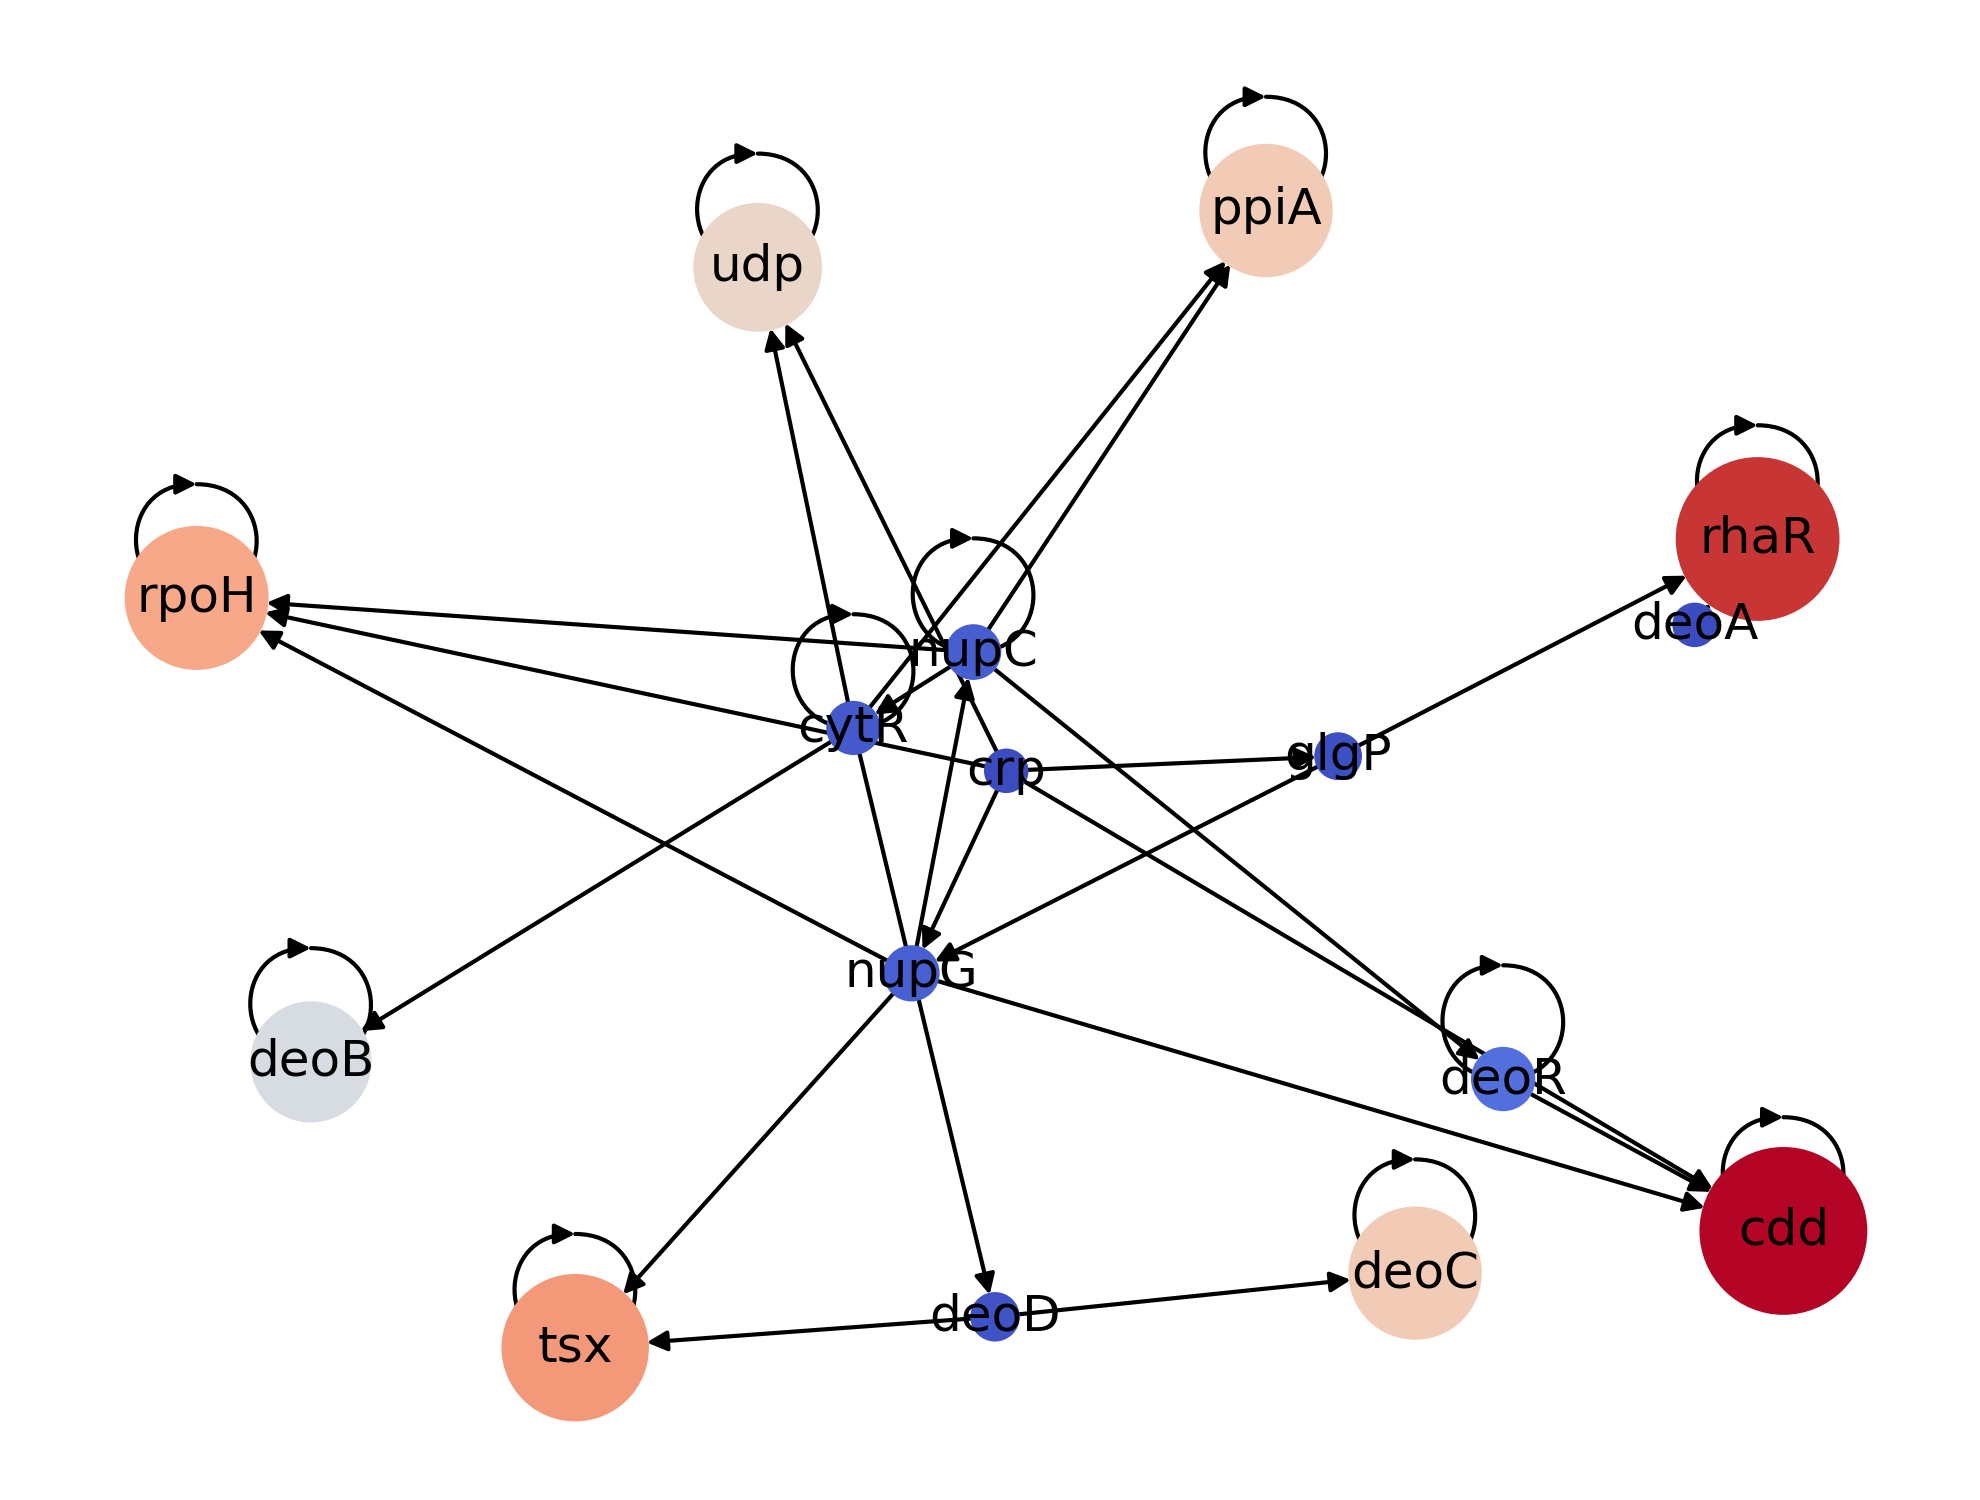 ppiA
udp
rhaR
rpoH
deoA
nupC
cytR
glgP
crp
nupG
deoB
deoR
cdd
deoC
deoD
tsx